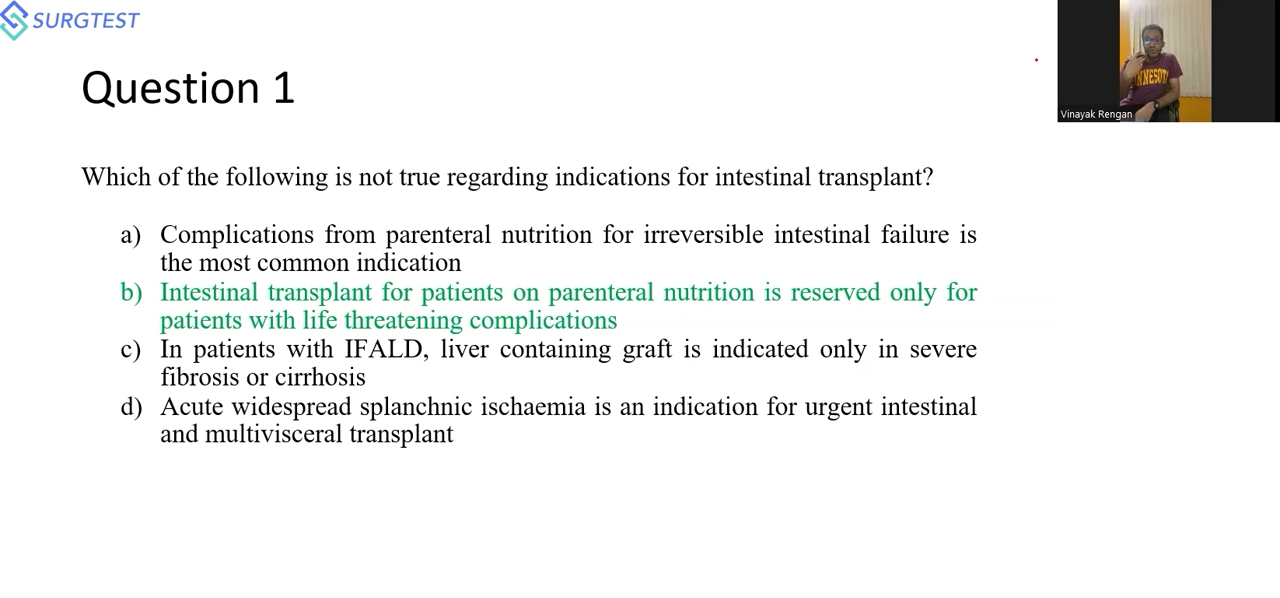 SURGTEST
Question 1
NNESOT
Vinayak Rengan
Which of the following is not true regarding indications for intestinal transplant?
a) Complications from parenteral nutrition for irreversible intestinal failure is
the most common indication
b) Intestinal transplant for patients on parenteral nutrition is reserved only for
patients with life threatening complications
c) In patients with IFALD, liver containing graft is indicated only in severe
fibrosis or cirrhosis
d) Acute widespread splanchnic ischaemia is an indication for urgent intestinal
and multivisceral transplant